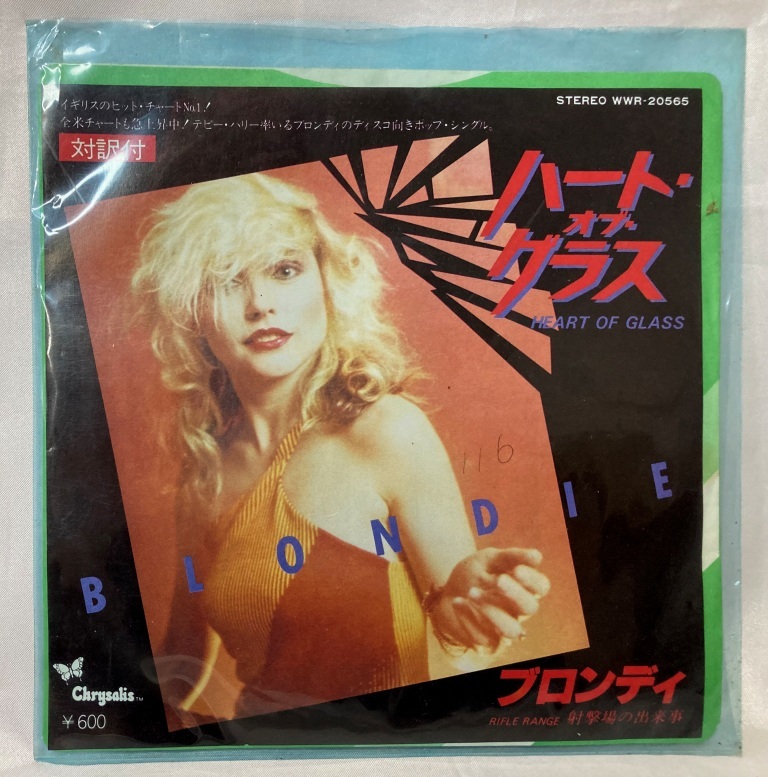 イギリスのヒット・チャートNo.1!
全米チャートも急上昇中!デビー・ハリー率いるブロンディのディスコ向きポップ・シングル。
対訳付
STEREO WWR-20565
ハート・
オブ・
グラス
HEART OF GLASS
116
BLONDIE
Chrysalis TM
¥600
ブロンディ
RIFLE RANGE 射撃場の出来事